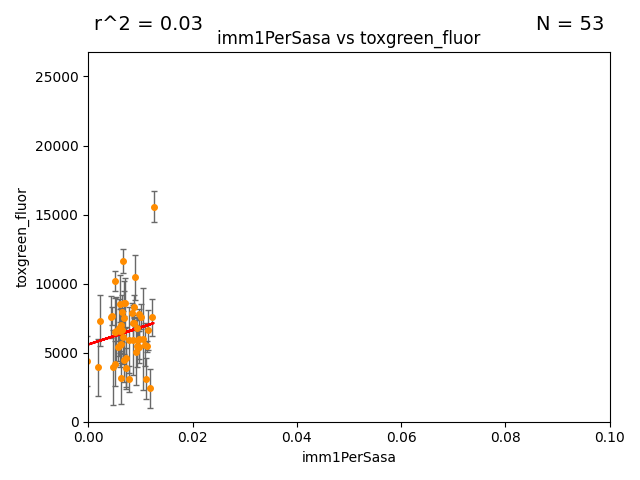 r^2 = 0.03
N = 53
imm1PerSasa vs toxgreen_fluor
25000
20000
15000
10000
5000
0
toxgreen_fluor
0.00
0.02
0.04
0.06
0.08
0.10
imm1PerSasa